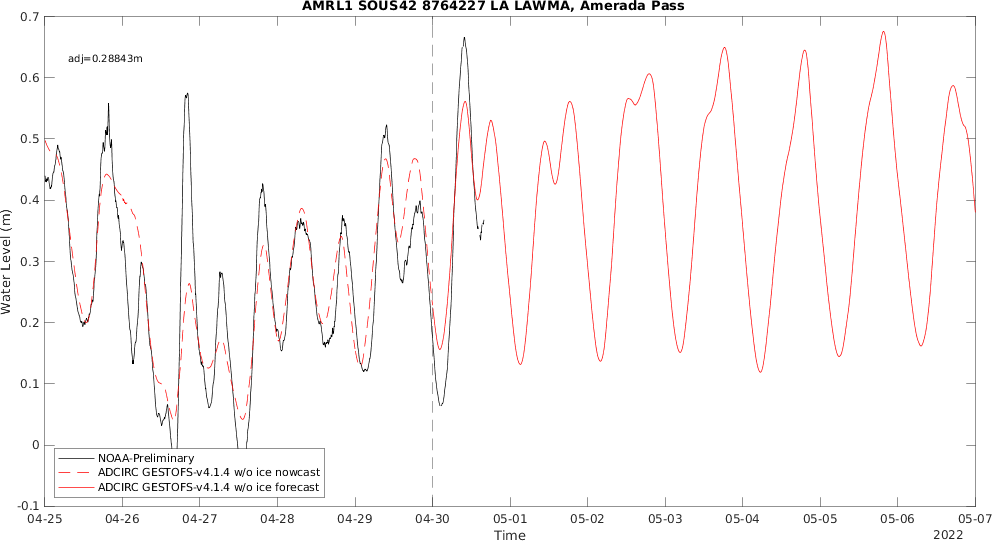 AMRL1 SOUS42 8764227 LA LAWMA, Amerada Pass
0.7
adj=0.28843m
0.6
0.5
0.4
0.3
0.2
0.1
0
-0.1
Water Level (m)
NOAA-Preliminary
ADCIRC GESTOFS-v4.1.4 w/o ice nowcast
ADCIRC GESTOFS-v4.1.4 w/o ice forecast
04-25 04-26 04-27 04-28 04-29 04-30 05-01 05-02 05-03 05-04 05-05 05-06 05-07
Time
2022